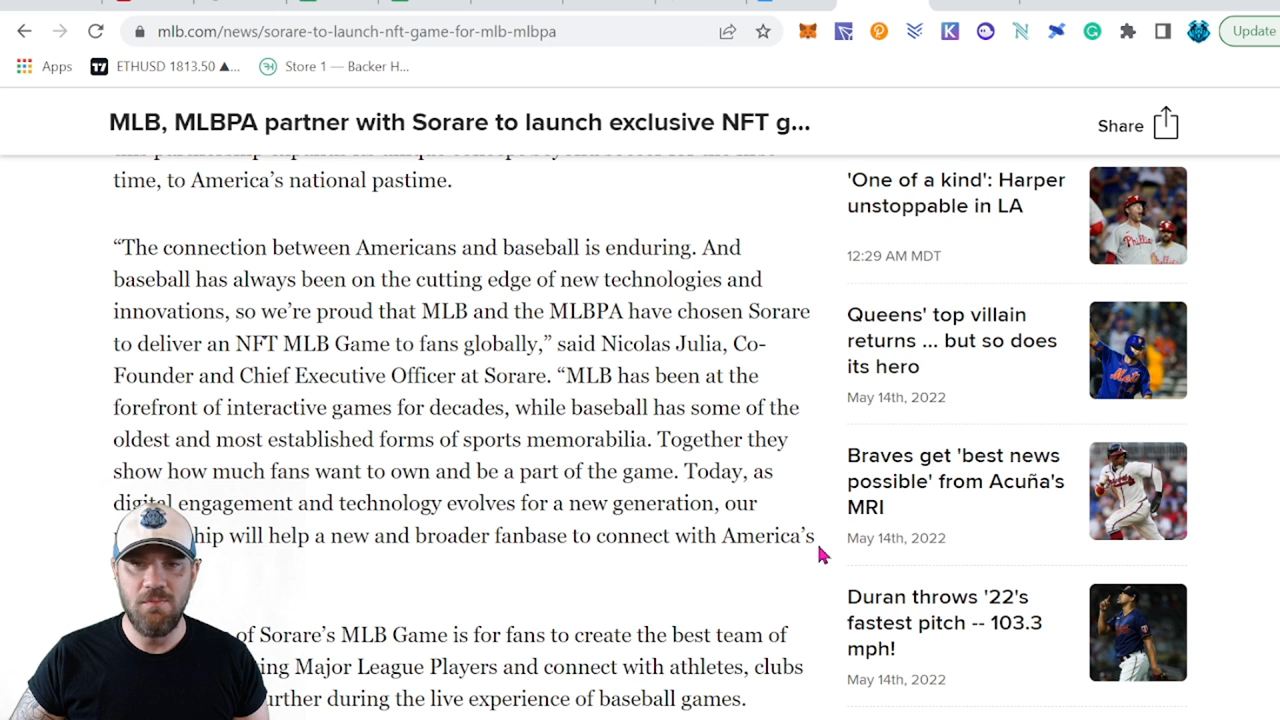 mlb.com/news/sorare-to-launch-nft-game-for-mlb-mlbpa
Update
Apps
ETHUSD 1813.50 ▲...
Store 1 — Backer H...
MLB, MLBPA partner with Sorare to launch exclusive NFT g...
Share
time, to America’s national pastime.
“The connection between Americans and baseball is enduring. And
baseball has always been on the cutting edge of new technologies and
innovations, so we’re proud that MLB and the MLBPA have chosen Sorare
to deliver an NFT MLB Game to fans globally,” said Nicolas Julia, Co-
Founder and Chief Executive Officer at Sorare. “MLB has been at the
forefront of interactive games for decades, while baseball has some of the
oldest and most established forms of sports memorabilia. Together they
show how much fans want to own and be a part of the game. Today, as
digital engagement and technology evolves for a new generation, our
hip will help a new and broader fanbase to connect with America’s
of Sorare’s MLB Game is for fans to create the best team of
ing Major League Players and connect with athletes, clubs
urther during the live experience of baseball games.
'One of a kind': Harper
unstoppable in LA
12:29 AM MDT
Queens' top villain
returns ... but so does
its hero
May 14th, 2022
Braves get 'best news
possible' from Acuña's
MRI
May 14th, 2022
Duran throws '22's
fastest pitch -- 103.3
mph!
May 14th, 2022